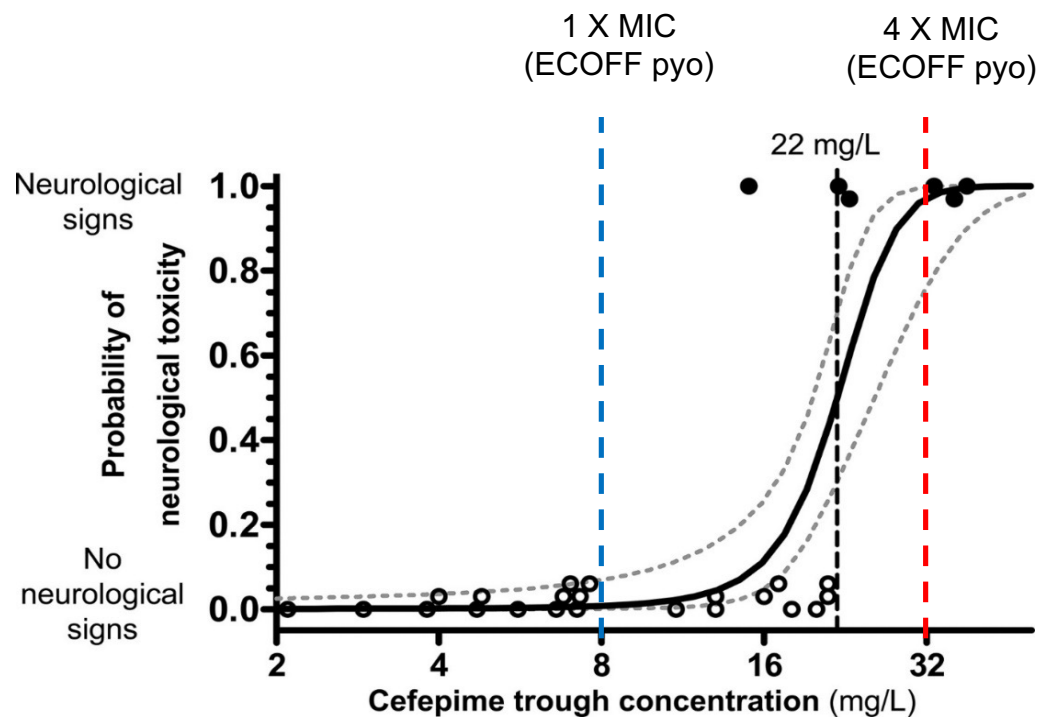 1 X MIC
(ECOFF pyo)
4 X MIC
(ECOFF pyo)
22 mg/L
Neurological
signs
No
neurological
signs
Probability of
neurological toxicity
1.0
0.8
0.6
0.4
0.2
0.0
2
4
8
16
32
Cefepime trough concentration (mg/L)